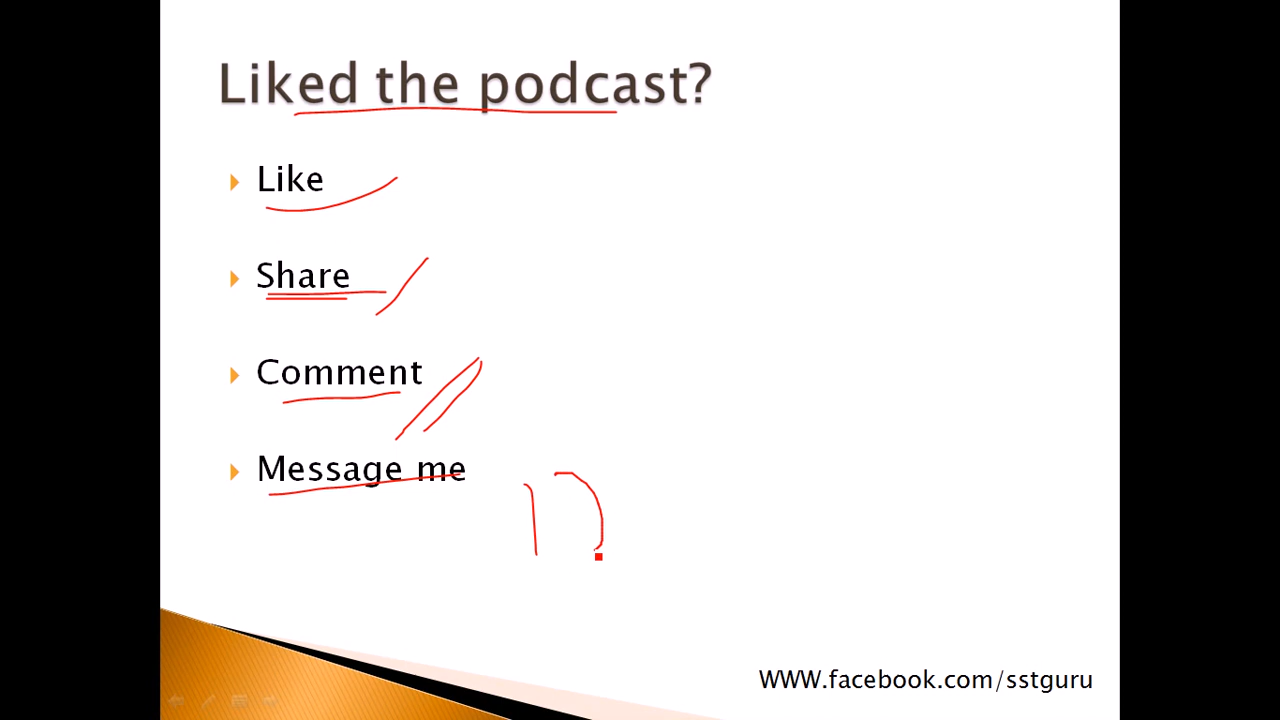 Liked the podcast?
Like
Share
Comment
Message me
WWW.facebook.com/sstguru